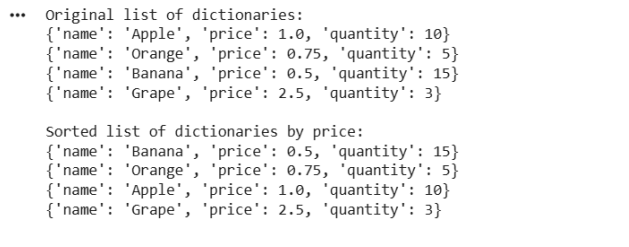 ••• Original list of dictionaries:
{'name': 'Apple', 'price': 1.0, 'quantity': 10}
{'name': 'Orange', 'price': 0.75, 'quantity': 5}
{'name': 'Banana', 'price': 0.5, 'quantity': 15}
{'name': 'Grape', 'price': 2.5, 'quantity': 3}

Sorted list of dictionaries by price:
{'name': 'Banana', 'price': 0.5, 'quantity': 15}
{'name': 'Orange', 'price': 0.75, 'quantity': 5}
{'name': 'Apple', 'price': 1.0, 'quantity': 10}
{'name': 'Grape', 'price': 2.5, 'quantity': 3}